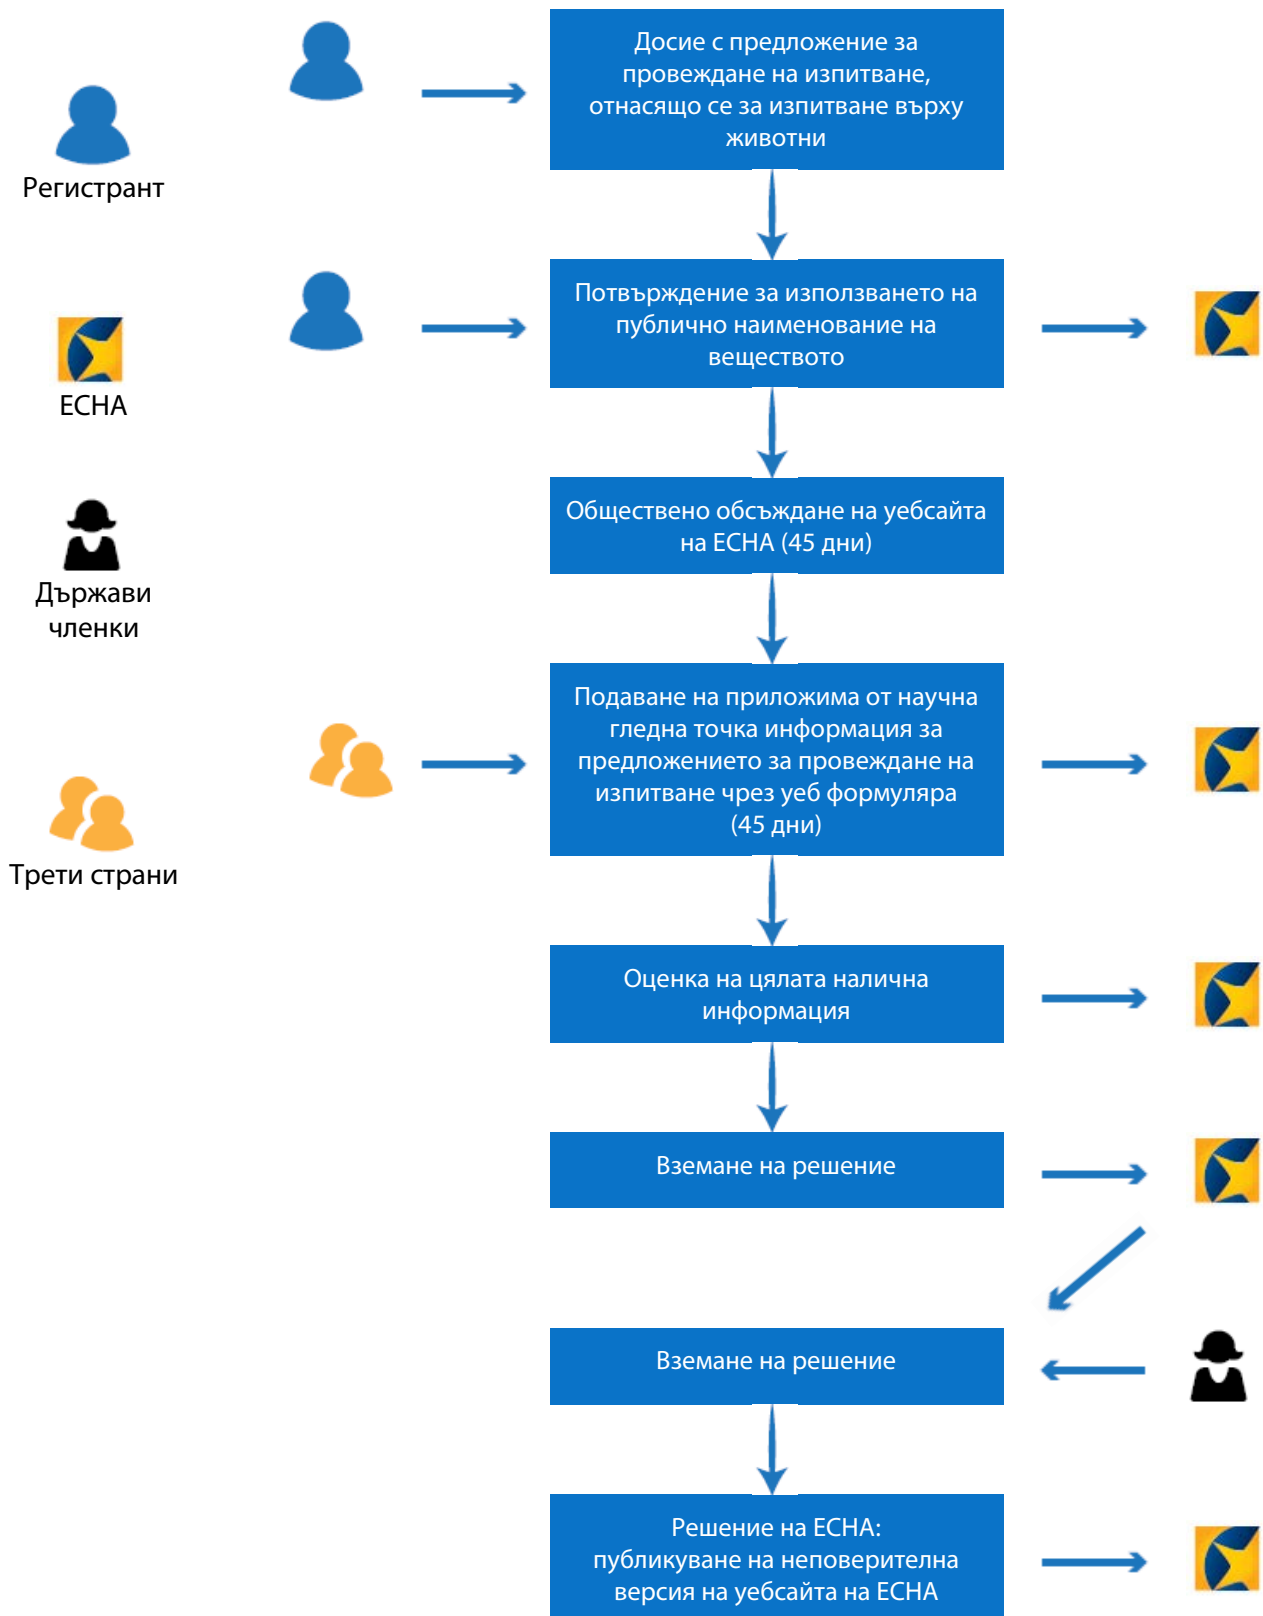 Регистрант
ECHA
Държави
членки
Трети страни
Досие с предложение за
провеждане на изпитване,
отнасящо се за изпитване върху
животни
Потвърждение за използването на
публично наименование на
веществото
Обществено обсъждане на уебсайта
на ECHA (45 дни)
Подаване на приложима от научна
гледна точка информация за
предложението за провеждане на
изпитване чрез уеб формуляра
(45 дни)
Оценка на цялата налична
информация
Вземане на решение
Вземане на решение
Решение на ECHA:
публикуване на неповерителна
версия на уебсайта на ECHA